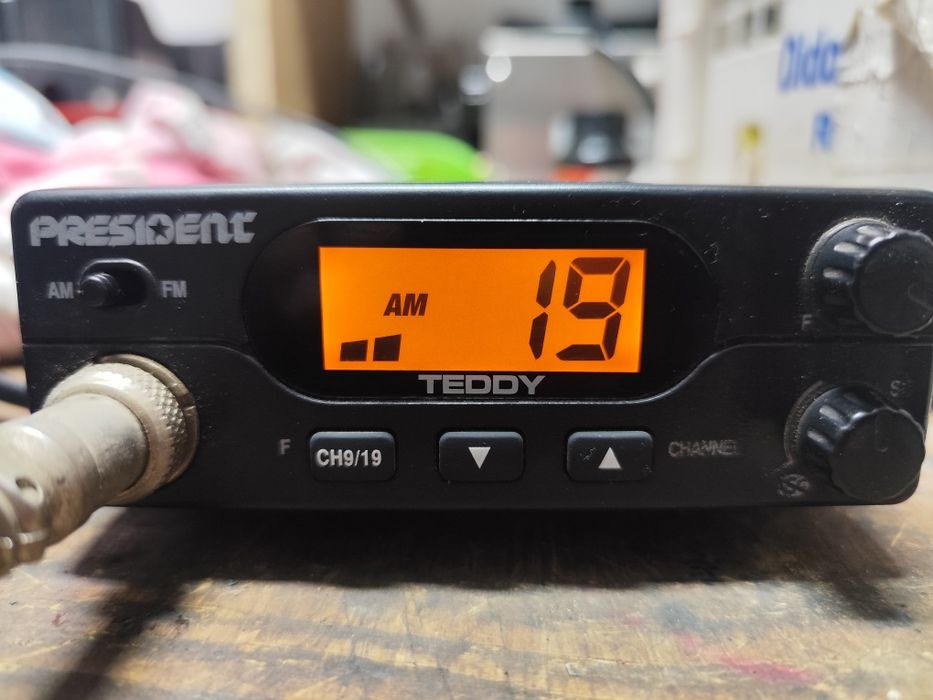 PRESIDENT
AM
FM
AM
19
TEDDY
F
CH9/19
▼
▲
CHANNEL
F